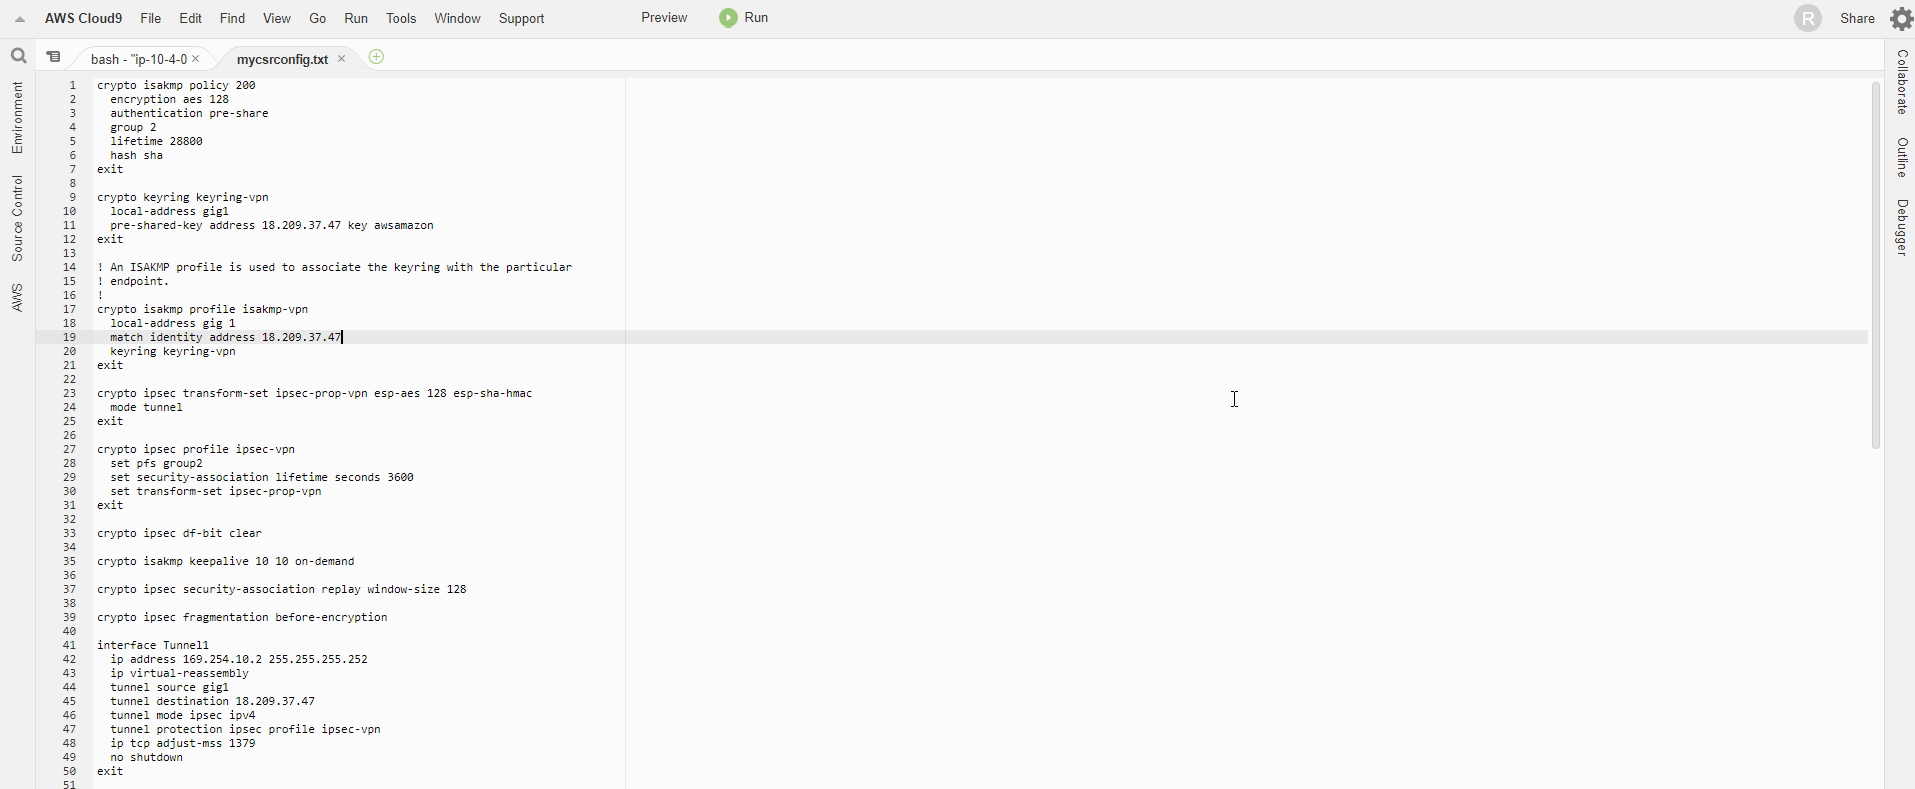 AWS Cloud9 File Edit Find View Go Run Tools Window Support Preview Run R Share
bash - "ip-10-4-0 × mycsrconfig.txt ×
Environment
Source Control
AWS
1 crypto isakmp policy 200
2 encryption aes 128
3 authentication pre-share
4 group 2
5 lifetime 28800
6 hash sha
7 exit
8
9 crypto keyring keyring-vpn
10 local-address gig1
11 pre-shared-key address 18.209.37.47 key awsamazon
12 exit
13
14 ! An ISAKMP profile is used to associate the keyring with the particular
15 ! endpoint.
16 !
17 crypto isakmp profile isakmp-vpn
18 local-address gig 1
19 match identity address 18.209.37.47
20 keyring keyring-vpn
21 exit
22
23 crypto ipsec transform-set ipsec-prop-vpn esp-aes 128 esp-sha-hmac
24 mode tunnel
25 exit
26
27 crypto ipsec profile ipsec-vpn
28 set pfs group2
29 set security-association lifetime seconds 3600
30 set transform-set ipsec-prop-vpn
31 exit
32
33 crypto ipsec df-bit clear
34
35 crypto isakmp keepalive 10 10 on-demand
36
37 crypto ipsec security-association replay window-size 128
38
39 crypto ipsec fragmentation before-encryption
40
41 interface Tunnel1
42 ip address 169.254.10.2 255.255.255.252
43 ip virtual-reassembly
44 tunnel source gig1
45 tunnel destination 18.209.37.47
46 tunnel mode ipsec ipv4
47 tunnel protection ipsec profile ipsec-vpn
48 ip tcp adjust-mss 1379
49 no shutdown
50 exit
51
Collaborate
Outline
Debugger